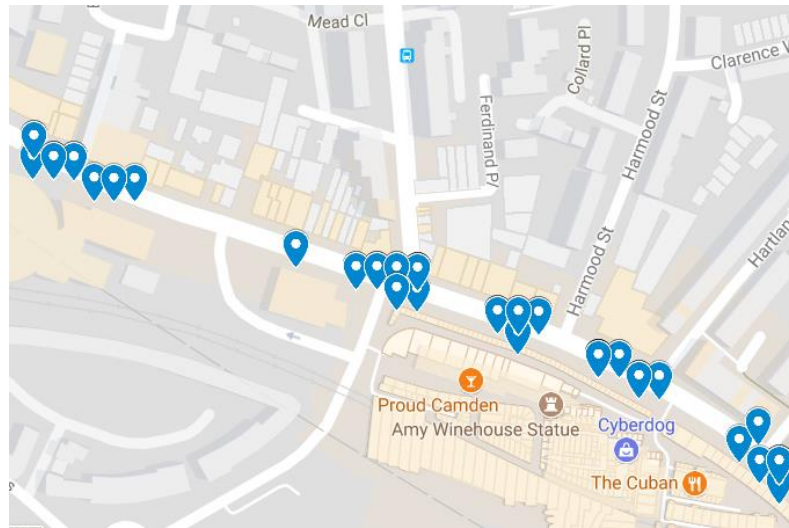 Mead Cl
Collard Pl
Clarence W
Ferdinand Pl
Harmood St
Harmood St
Hartlan
Proud Camden
Amy Winehouse Statue
Cyberdog
The Cuban